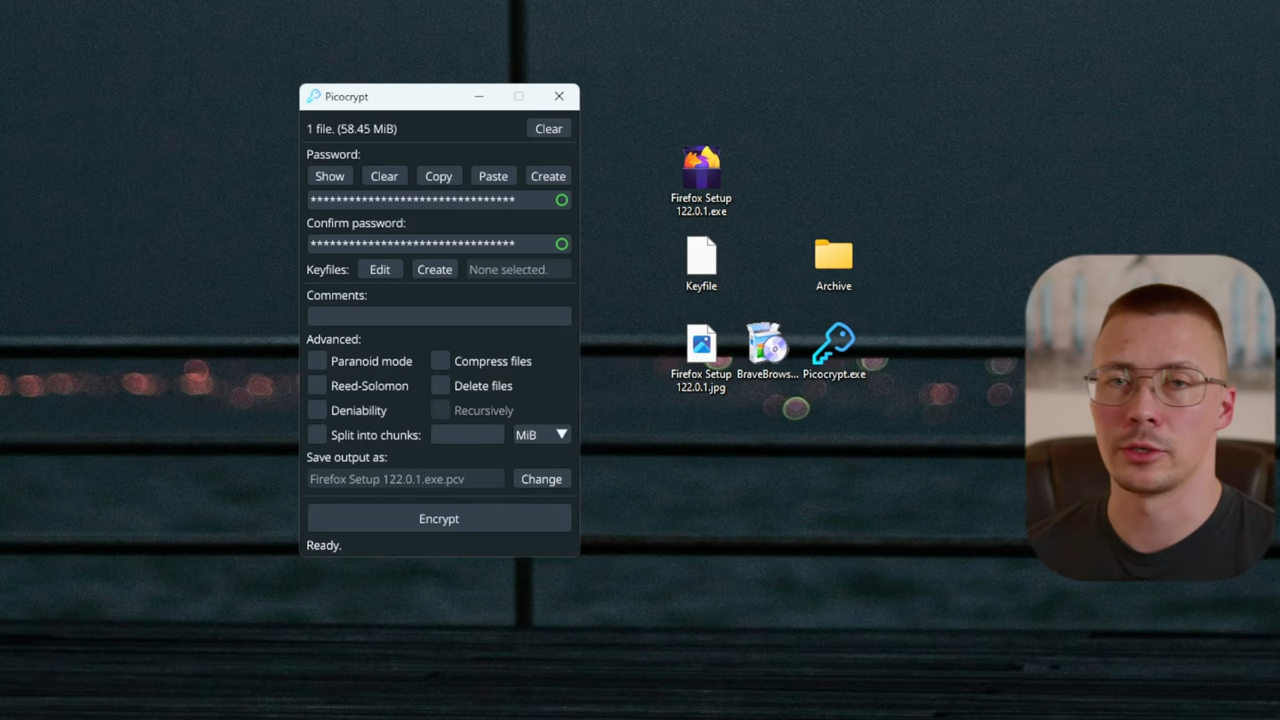 Picocrypt
1 file. (58.45 MiB)
Clear
Password:
Show Clear Copy Paste Create
********************************
Confirm password:
********************************
Keyfiles: Edit Create None selected.
Comments:
Advanced:
Paranoid mode Compress files
Reed-Solomon Delete files
Deniability Recursively
Split into chunks: MiB
Save output as:
Firefox Setup 122.0.1.exe.pcv Change
Encrypt
Ready.
Firefox Setup
122.0.1.exe
Keyfile
Archive
Firefox Setup
122.0.1.jpg
BraveBrows...
Picocrypt.exe